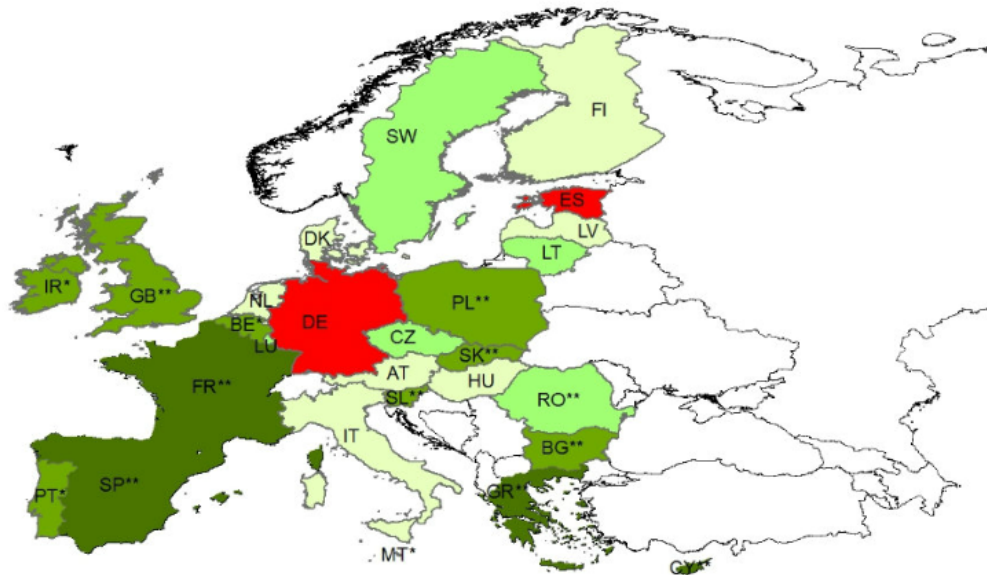 FI
SW
ES
LV
DK
LT
IR*
GB**
NL
PL**
BE*
DE
LU
CZ
SK**
AT
FR**
HU
SL**
RO**
IT
BG**
PT*
SP**
GR**
MT*
CY**